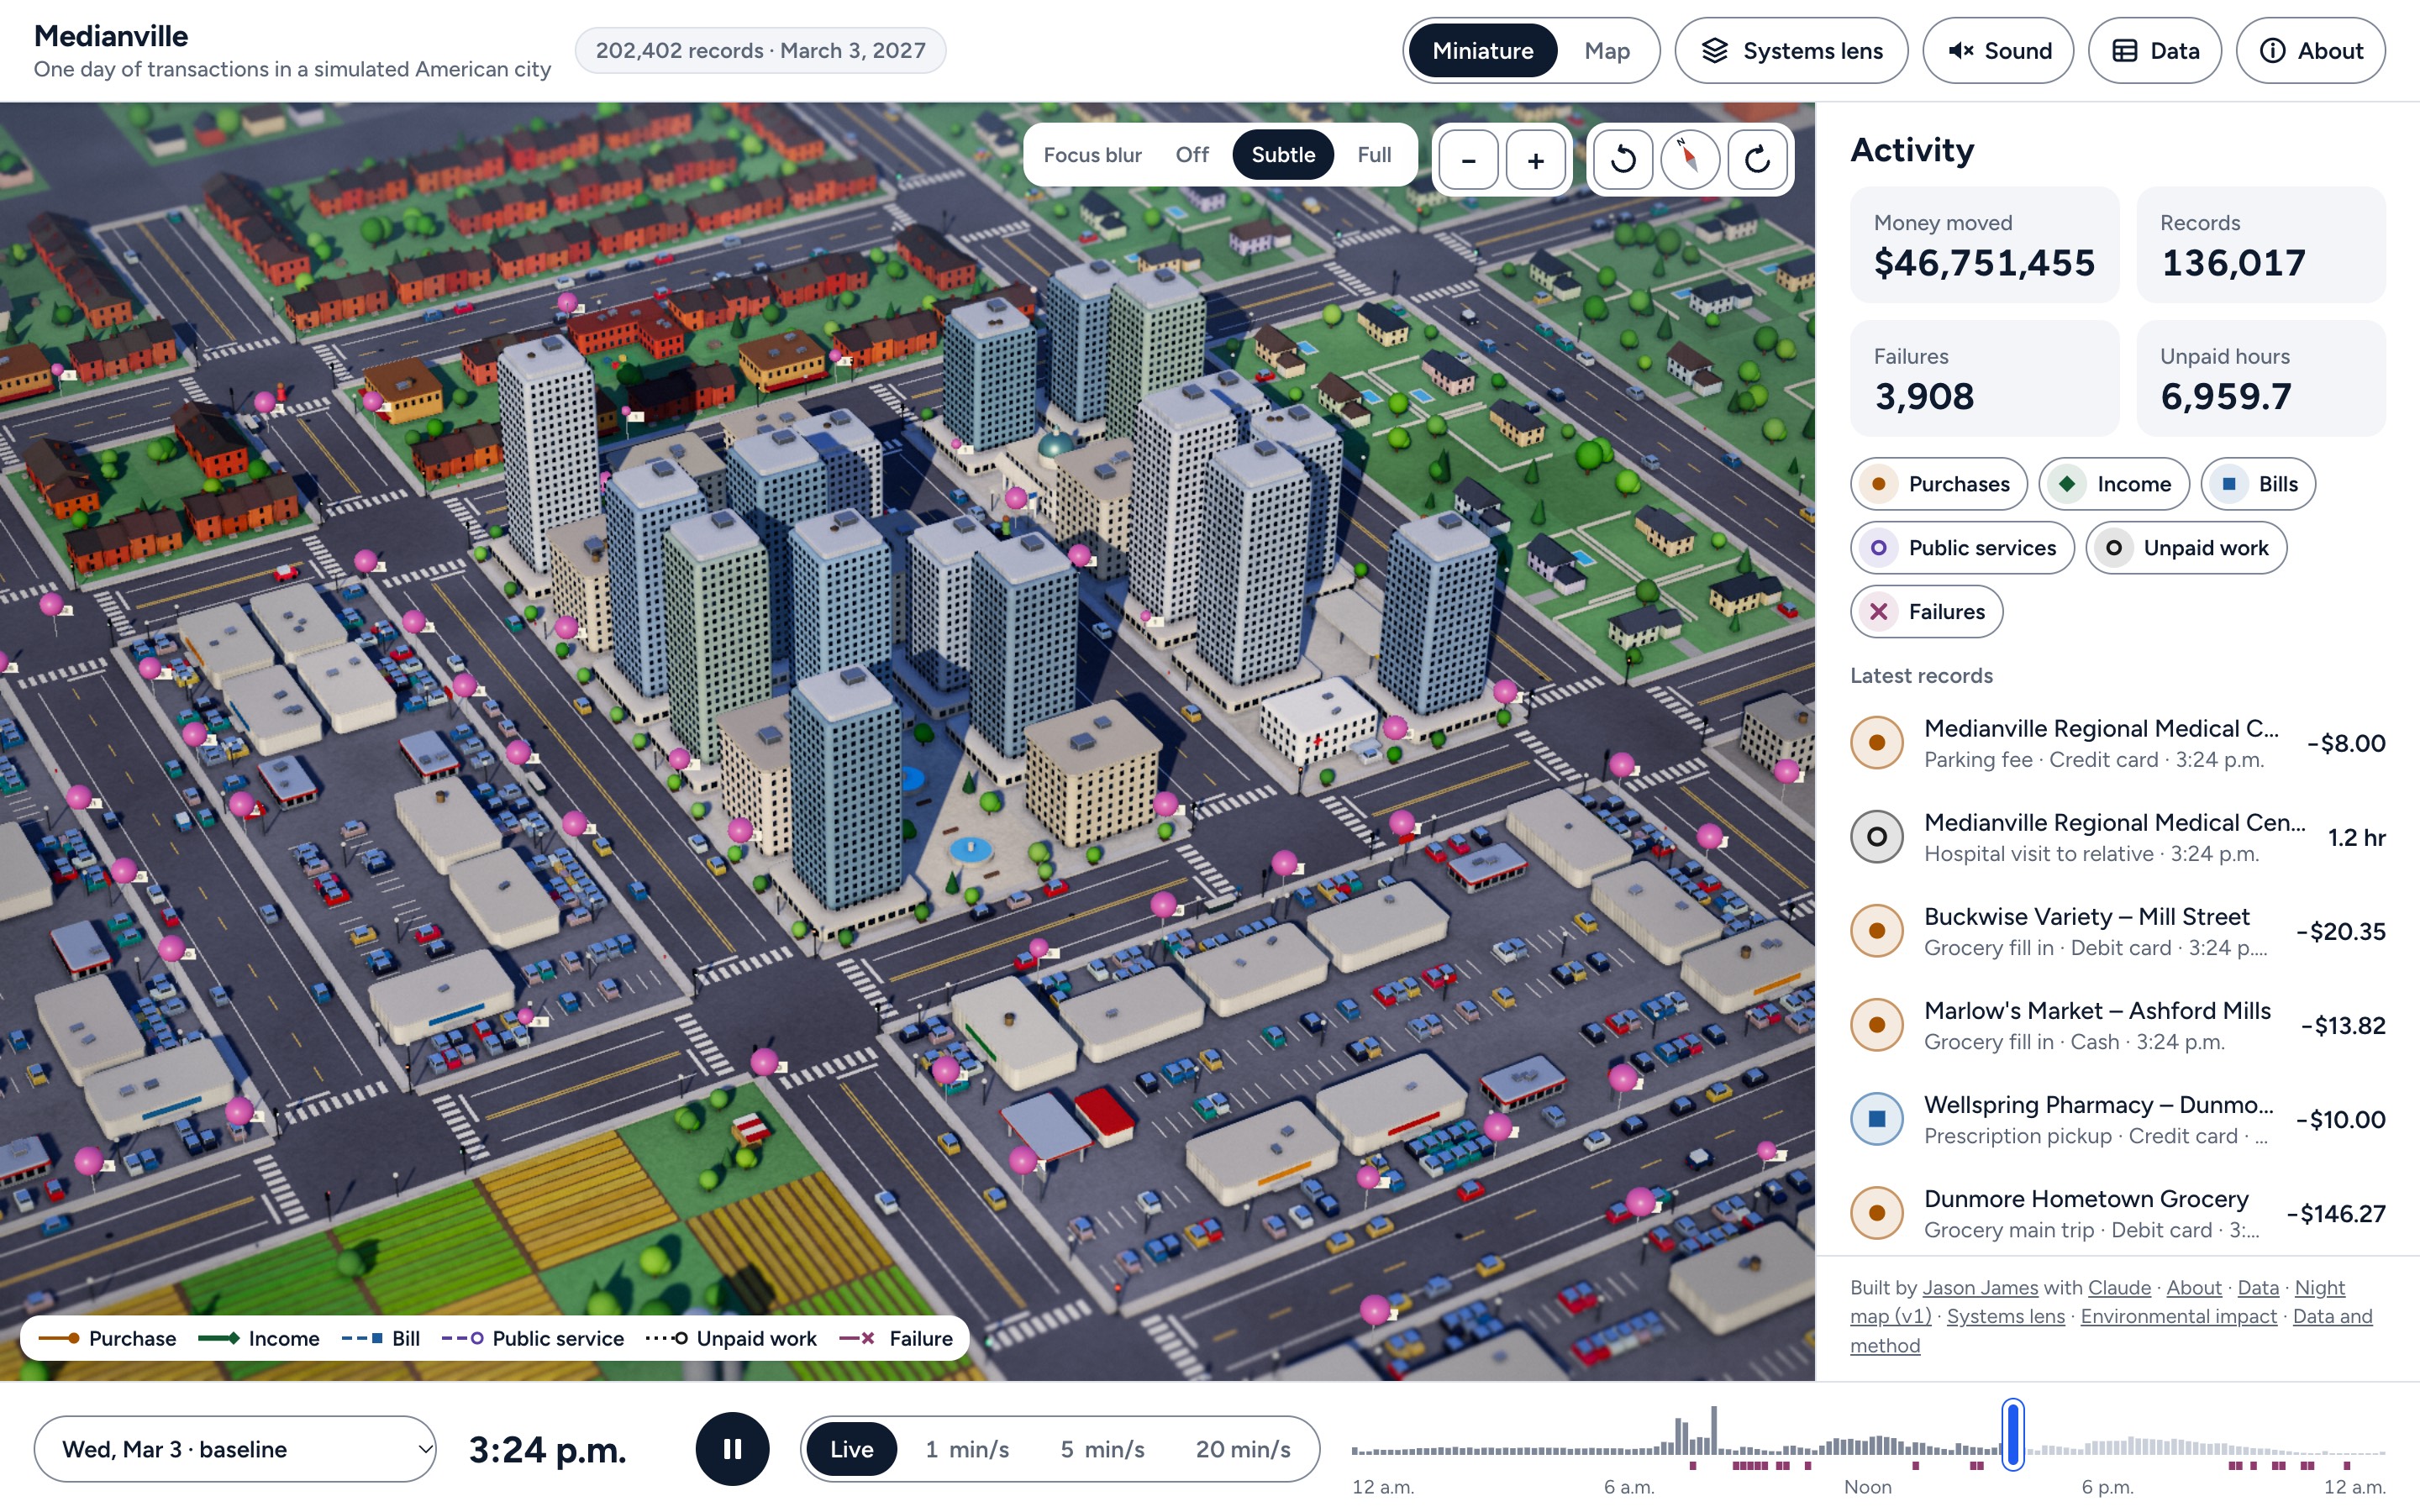 Medianville
One day of transactions in a simulated American city
202,402 records · March 3, 2027
Miniature
Map
Systems lens
Sound
Data
About
Focus blur
Off
Subtle
Full
−
+
N
Activity
Money moved
$46,751,455
Records
136,017
Failures
3,908
Unpaid hours
6,959.7
Purchases
Income
Bills
Public services
Unpaid work
Failures
Latest records
Medianville Regional Medical C...
−$8.00
Parking fee · Credit card · 3:24 p.m.
Medianville Regional Medical Cen...
1.2 hr
Hospital visit to relative · 3:24 p.m.
Buckwise Variety – Mill Street
−$20.35
Grocery fill in · Debit card · 3:24 p....
Marlow's Market – Ashford Mills
−$13.82
Grocery fill in · Cash · 3:24 p.m.
Wellspring Pharmacy – Dunmo...
−$10.00
Prescription pickup · Credit card · ...
Dunmore Hometown Grocery
−$146.27
Grocery main trip · Debit card · 3:...
Built by Jason James with Claude · About · Data · Night
map (v1) · Systems lens · Environmental impact · Data and
method
Purchase
Income
Bill
Public service
Unpaid work
Failure
Wed, Mar 3 · baseline
3:24 p.m.
Live
1 min/s
5 min/s
20 min/s
12 a.m.
6 a.m.
Noon
6 p.m.
12 a.m.